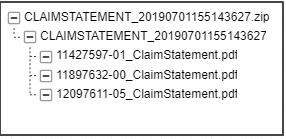 CLAIMSTATEMENT_20190701155143627.zip
CLAIMSTATEMENT_20190701155143627
11427597-01_ClaimStatement.pdf
11897632-00_ClaimStatement.pdf
12097611-05_ClaimStatement.pdf